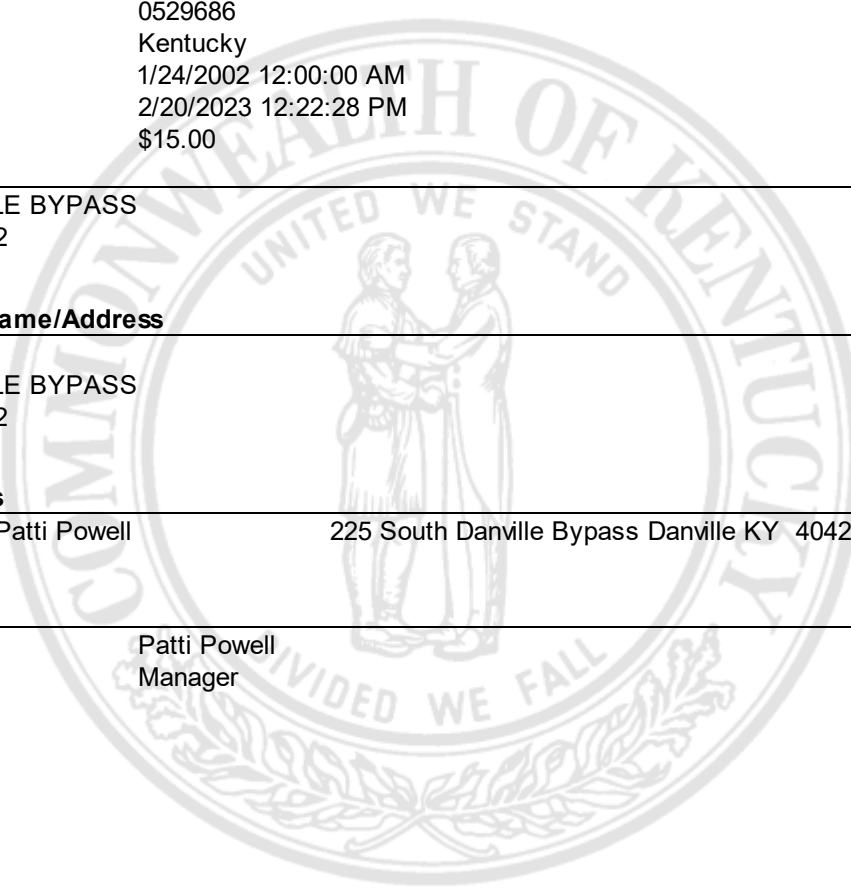 0529686
Kentucky
1/24/2002 12:00:00 AM
2/20/2023 12:22:28 PM
$15.00
LE BYPASS
2
ame/Address
LE BYPASS
2
s
Patti Powell 225 South Danville Bypass Danville KY 4042
Patti Powell
Manager
COMMONWEALTH OF KENTUCKY
UNITED WE STAND
DIVIDED WE FALL